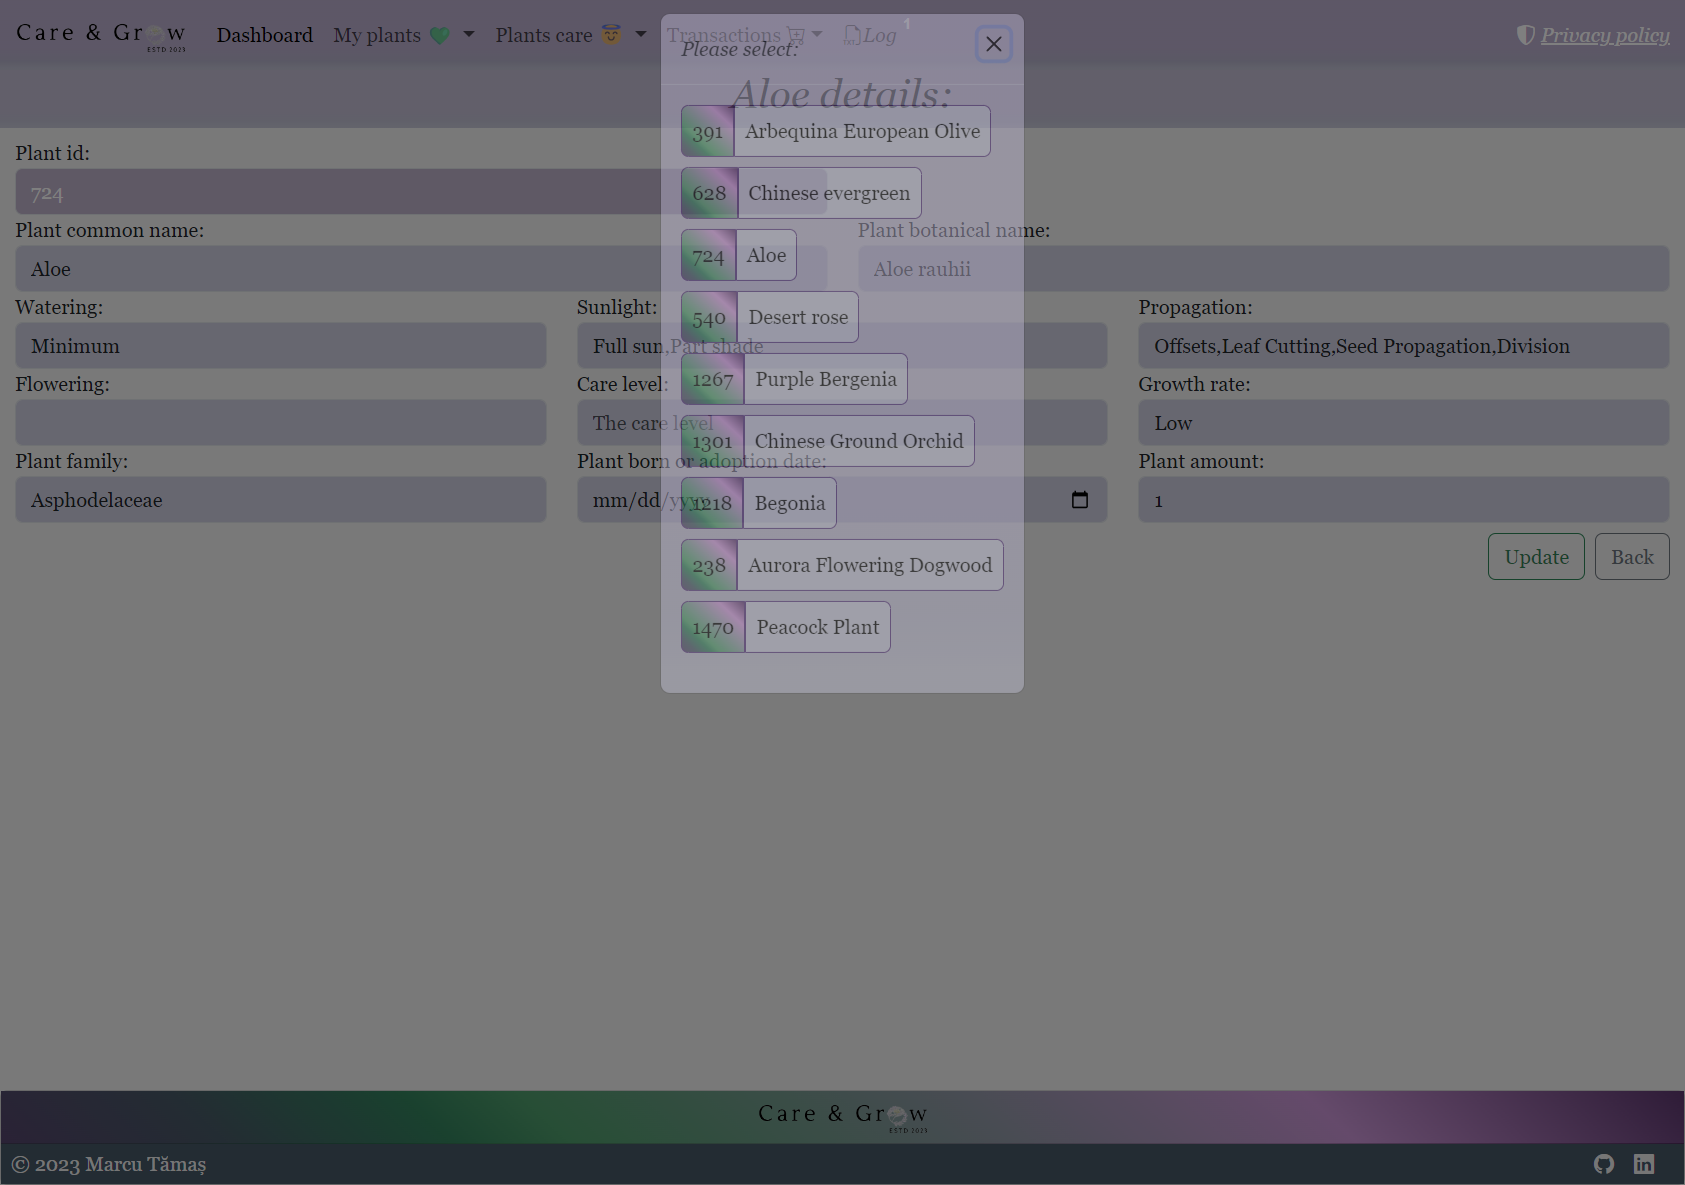 Care & Grow
ESTD 2023
Dashboard
My plants
Plants care
Transactions
Log
1
Privacy policy
Please select:
Aloe details:
391 Arbequina European Olive
628 Chinese evergreen
724 Aloe
540 Desert rose
1267 Purple Bergenia
1301 Chinese Ground Orchid
1218 Begonia
238 Aurora Flowering Dogwood
1470 Peacock Plant
Plant id:
724
Plant common name:
Plant botanical name:
Aloe
Aloe rauhii
Watering:
Sunlight:
Propagation:
Minimum
Full sun,Part shade
Offsets,Leaf Cutting,Seed Propagation,Division
Flowering:
Care level:
Growth rate:
The care level
Low
Plant family:
Plant born or adoption date:
Plant amount:
Asphodelaceae
mm/dd/yyyy
1
Update
Back
Care & Grow
ESTD 2023
© 2023 Marcu Tămaș